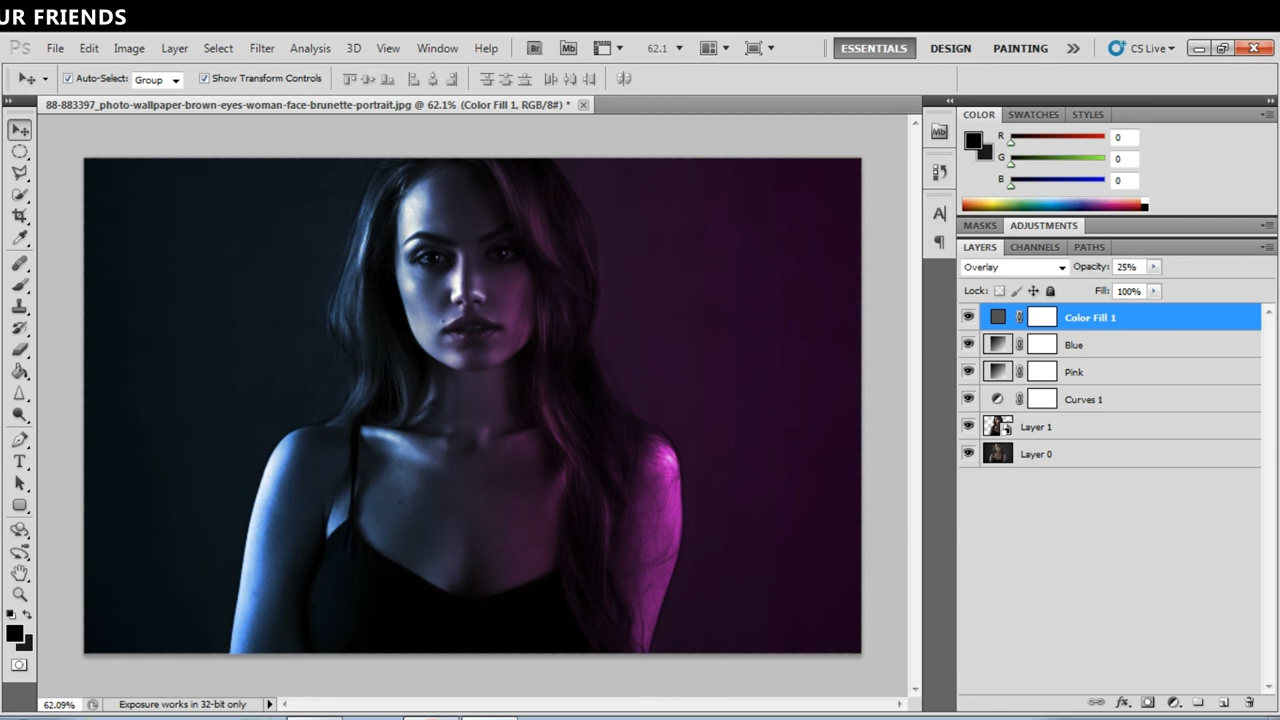 UR FRIENDS
Ps File Edit Image Layer Select Filter Analysis 3D View Window Help Br Mb 62.1 ESSENTIALS DESIGN PAINTING CS Live
Auto-Select: Group Show Transform Controls
88-883397_photo-wallpaper-brown-eyes-woman-face-brunette-portrait.jpg @ 62.1% (Color Fill 1, RGB/8#) *
COLOR SWATCHES STYLES
Mb
R 0
G 0
B 0
MASKS ADJUSTMENTS
LAYERS CHANNELS PATHS
Overlay Opacity: 25%
Lock: Fill: 100%
Color Fill 1
Blue
Pink
Curves 1
Layer 1
Layer 0
62.09% Exposure works in 32-bit only